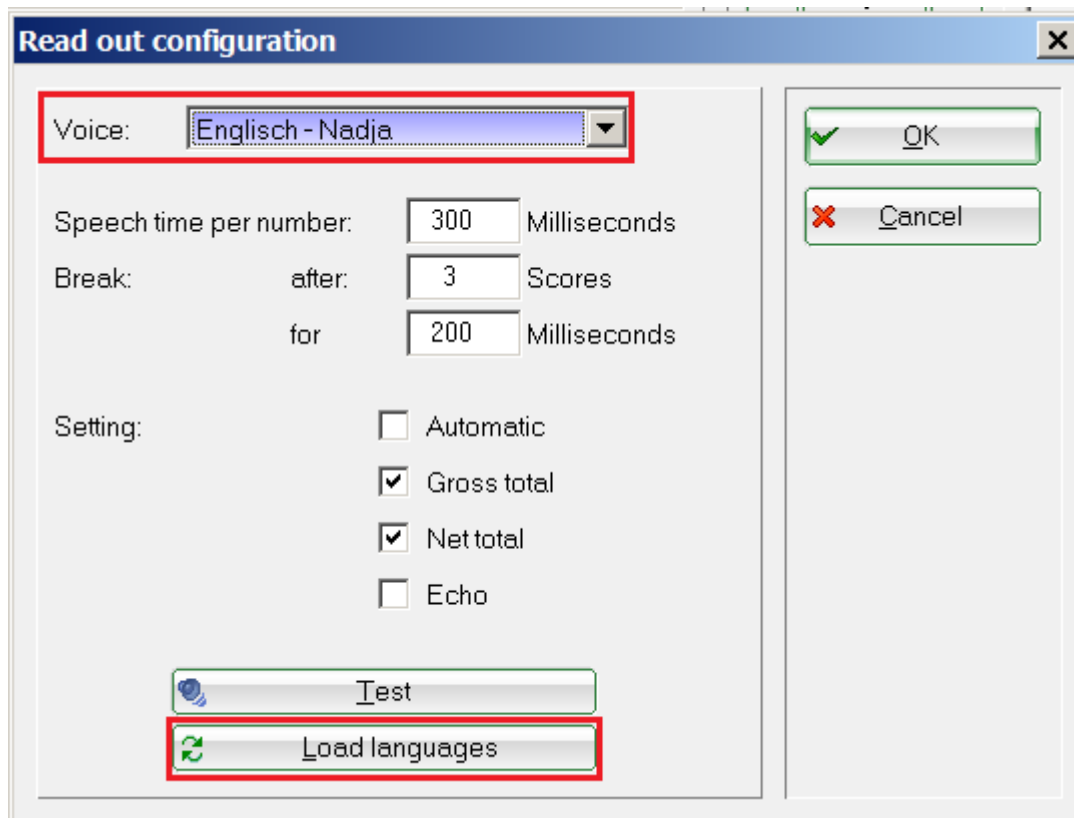 Read out configuration
Voice: Englisch - Nadja
OK
Cancel
Speech time per number: 300 Milliseconds
Break: after: 3 Scores
for 200 Milliseconds
Setting: Automatic
Gross total
Net total
Echo
Test
Load languages